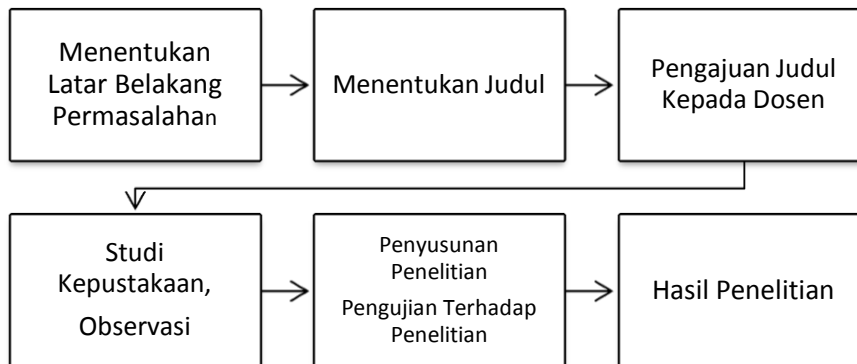 Menentukan
Latar Belakang
Permasalahan
Menentukan Judul
Pengajuan Judul
Kepada Dosen
Studi
Kepustakaan,
Observasi
Penyusunan
Penelitian
Pengujian Terhadap
Penelitian
Hasil Penelitian